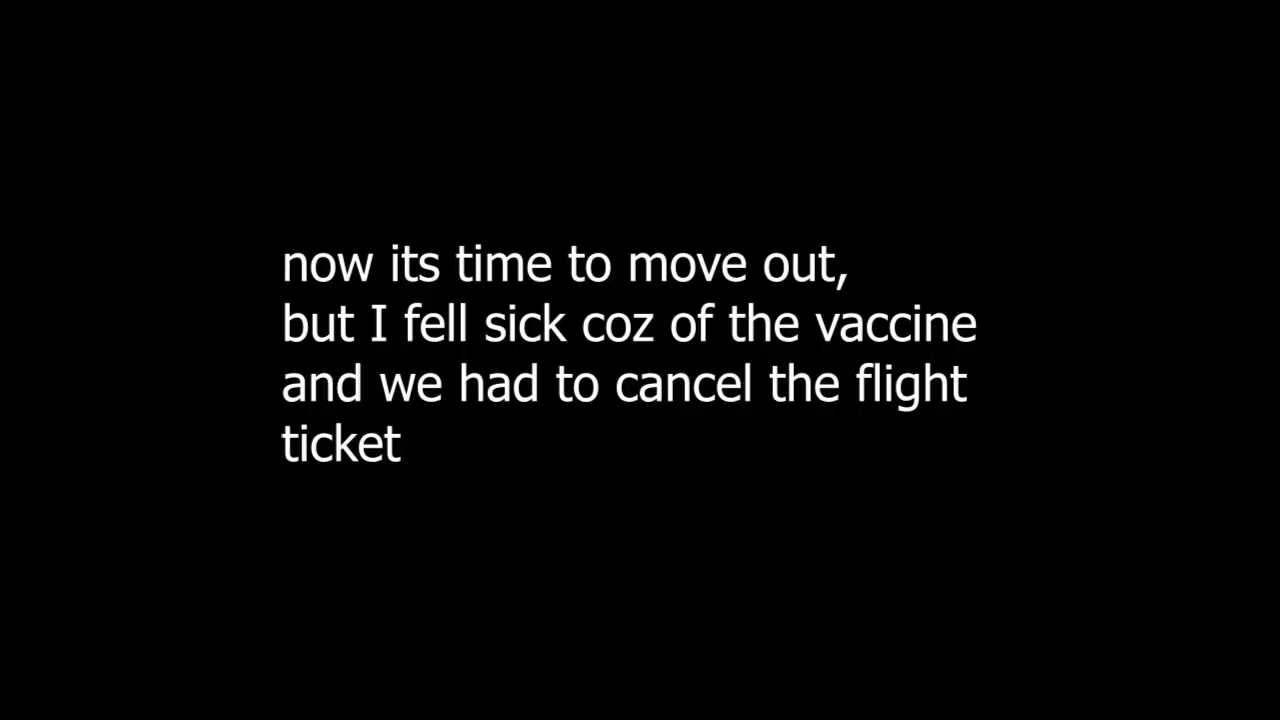 now its time to move out,
but I fell sick coz of the vaccine
and we had to cancel the flight
ticket